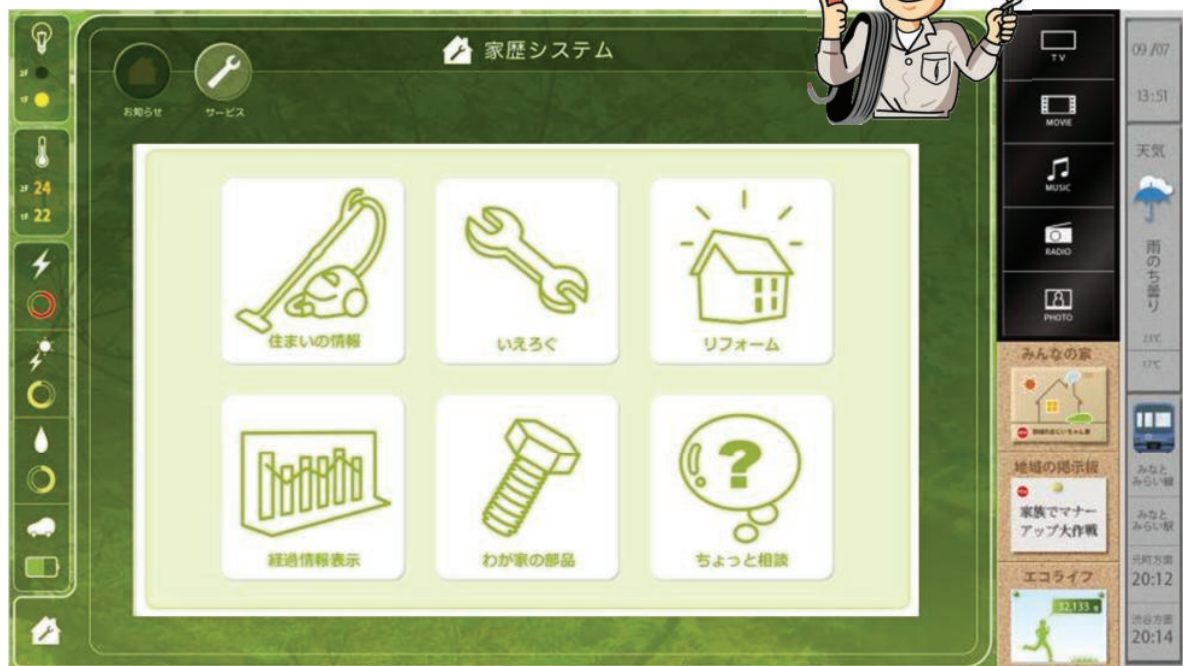 2F
1F
2F 24
1F 22
お知らせ
サービス
家歴システム
住まいの情報
いえろぐ
リフォーム
経過情報表示
わが家の部品
ちょっと相談
TV
MOVIE
MUSIC
RADIO
PHOTO
みんなの家
地域の掲示板
家族でマナー
アップ大作戦
エコライフ
32,133
09/07
13:51
天気
雨のち曇り
17℃
みなと
みらい線
みなと
みらい駅
元町方面
20:12
渋谷方面
20:14